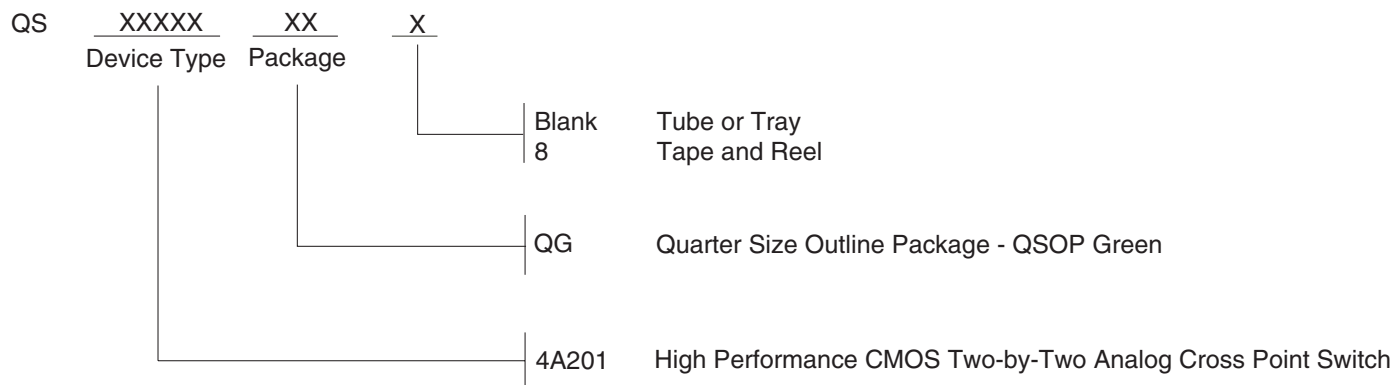 QS XXXXX XX X
Device Type Package
Blank Tube or Tray
8 Tape and Reel
QG Quarter Size Outline Package - QSOP Green
4A201 High Performance CMOS Two-by-Two Analog Cross Point Switch